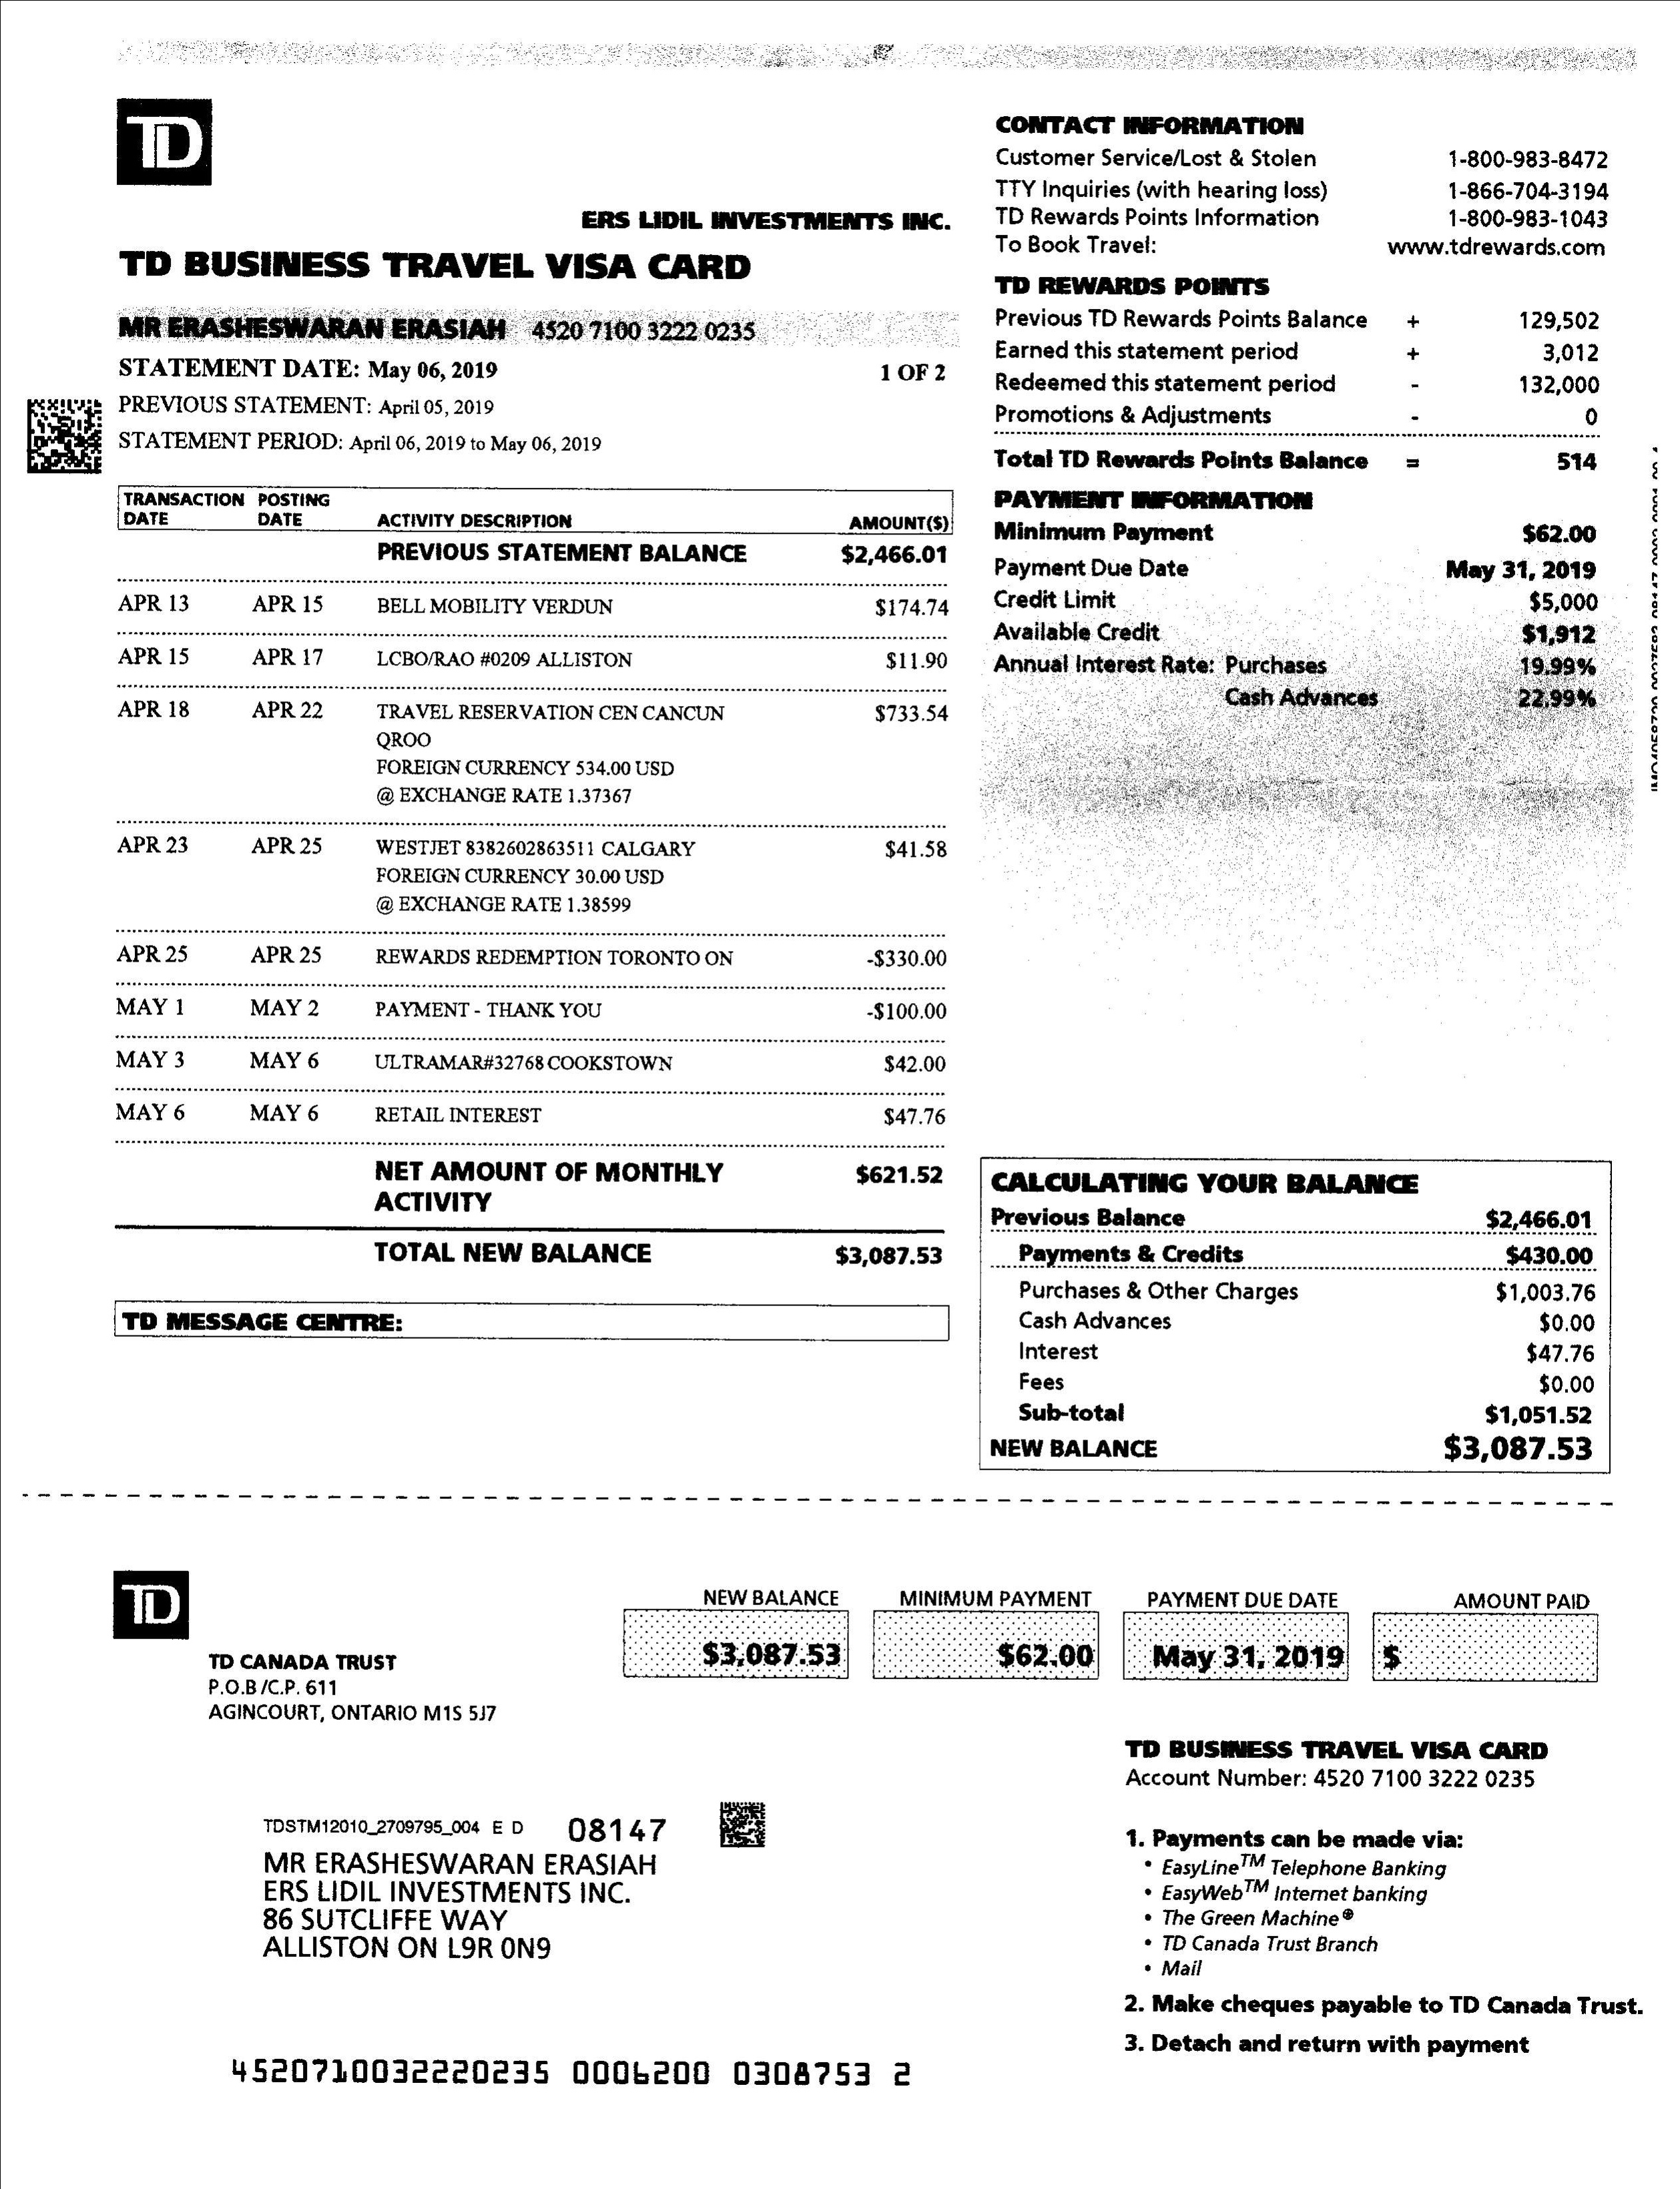 TD
ERS LIDIL INVESTMENTS INC.
TD BUSINESS TRAVEL VISA CARD
MR ERASHESWARAN ERASIAH 4520 7100 3222 0235
STATEMENT DATE: May 06, 2019 1 OF 2
PREVIOUS STATEMENT: April 05, 2019
STATEMENT PERIOD: April 06, 2019 to May 06, 2019
TRANSACTION POSTING
DATE DATE ACTIVITY DESCRIPTION AMOUNT($)
PREVIOUS STATEMENT BALANCE $2,466.01
APR 13 APR 15 BELL MOBILITY VERDUN $174.74
APR 15 APR 17 LCBO/RAO #0209 ALLISTON $11.90
APR 18 APR 22 TRAVEL RESERVATION CEN CANCUN $733.54
QROO
FOREIGN CURRENCY 534.00 USD
@ EXCHANGE RATE 1.37367
APR 23 APR 25 WESTJET 8382602863511 CALGARY $41.58
FOREIGN CURRENCY 30.00 USD
@ EXCHANGE RATE 1.38599
APR 25 APR 25 REWARDS REDEMPTION TORONTO ON -$330.00
MAY 1 MAY 2 PAYMENT - THANK YOU -$100.00
MAY 3 MAY 6 ULTRAMAR#32768 COOKSTOWN $42.00
MAY 6 MAY 6 RETAIL INTEREST $47.76
NET AMOUNT OF MONTHLY $621.52
ACTIVITY
TOTAL NEW BALANCE $3,087.53
TD MESSAGE CENTRE:
CONTACT INFORMATION
Customer Service/Lost & Stolen 1-800-983-8472
TTY Inquiries (with hearing loss) 1-866-704-3194
TD Rewards Points Information 1-800-983-1043
To Book Travel: www.tdrewards.com
TD REWARDS POINTS
Previous TD Rewards Points Balance + 129,502
Earned this statement period + 3,012
Redeemed this statement period - 132,000
Promotions & Adjustments - 0
Total TD Rewards Points Balance = 514
PAYMENT INFORMATION
Minimum Payment $62.00
Payment Due Date May 31, 2019
Credit Limit $5,000
Available Credit $1,912
Annual Interest Rate: Purchases 19.99%
Cash Advances 22.99%
CALCULATING YOUR BALANCE
Previous Balance $2,466.01
Payments & Credits $430.00
Purchases & Other Charges $1,003.76
Cash Advances $0.00
Interest $47.76
Fees $0.00
Sub-total $1,051.52
NEW BALANCE $3,087.53
TD
NEW BALANCE MINIMUM PAYMENT PAYMENT DUE DATE AMOUNT PAID
$3,087.53 $62.00 May 31, 2019 $
TD CANADA TRUST
P.O.B /C.P. 611
AGINCOURT, ONTARIO M1S 5J7
TD BUSINESS TRAVEL VISA CARD
Account Number: 4520 7100 3222 0235
TDSTM12010_2709795_004 E D 08147
MR ERASHESWARAN ERASIAH
ERS LIDIL INVESTMENTS INC.
86 SUTCLIFFE WAY
ALLISTON ON L9R 0N9
1. Payments can be made via:
• EasyLine™ Telephone Banking
• EasyWeb™ Internet banking
• The Green Machine®
• TD Canada Trust Branch
• Mail
2. Make cheques payable to TD Canada Trust.
3. Detach and return with payment
4520710032220235 0006200 0308753 2